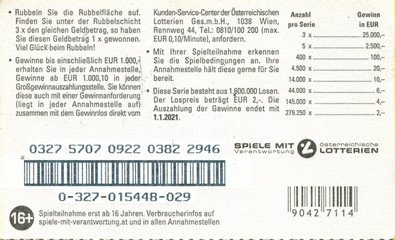 • Rubbeln Sie die Rubbelfläche auf.
Finden Sie unter der Rubbelschicht
3 x den gleichen Geldbetrag, so haben
Sie diesen Geldbetrag 1 x gewonnen.
Viel Glück beim Rubbeln!
• Gewinne bis einschließlich EUR 1.000,-
erhalten Sie in jeder Annahmestelle,
Gewinne ab EUR 1.000,10 in jeder
Großgewinnauszahlungsstelle. Sie können
diese auch mit einer Gewinnanforderung
(liegt in jeder Annahmestelle auf)
zusammen mit dem Gewinnlos direkt vom
Kunden-Service-Center der Österreichischen
Lotterien Ges.m.b.H., 1038 Wien,
Rennweg 44, Tel.: 0810/100 200 (max.
EUR 0,10/Minute), anfordern.
• Mit Ihrer Spielteilnahme erkennen
Sie die Spielbedingungen an. Ihre
Annahmestelle hält diese gerne für Sie
bereit.
• Diese Serie besteht aus 1.800.000 Losen.
Der Lospreis beträgt EUR 2,-. Die
Auszahlung der Gewinne endet mit
1.1.2021.
Anzahl Gewinn
pro Serie in EUR
3 x 25.000,-
5 x 2.500,-
400 x 100,-
4.500 x 20,-
14.000 x 10,-
44.000 x 6,-
145.000 x 4,-
279.250 x 2,-
0327 5707 0922 0382 2946
0-327-015448-029
SPIELE MIT
Verantwortung
österreichische
LOTTERIEN
16+
Spielteilnahme erst ab 16 Jahren. Verbraucherinfos auf
spiele-mit-verantwortung.at und in allen Annahmestellen
9042 7114